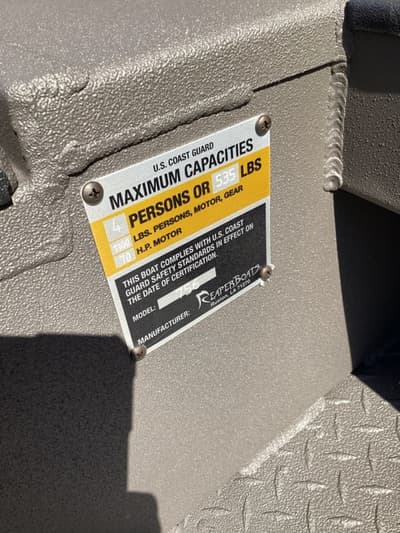 U.S. COAST GUARD
MAXIMUM CAPACITIES
4 PERSONS OR 535 LBS
LBS. PERSONS, MOTOR, GEAR
70 H.P. MOTOR
THIS BOAT COMPLIES WITH U.S. COAST
GUARD SAFETY STANDARDS IN EFFECT ON
THE DATE OF CERTIFICATION.
MODEL:
MANUFACTURER: REAPERBOATS